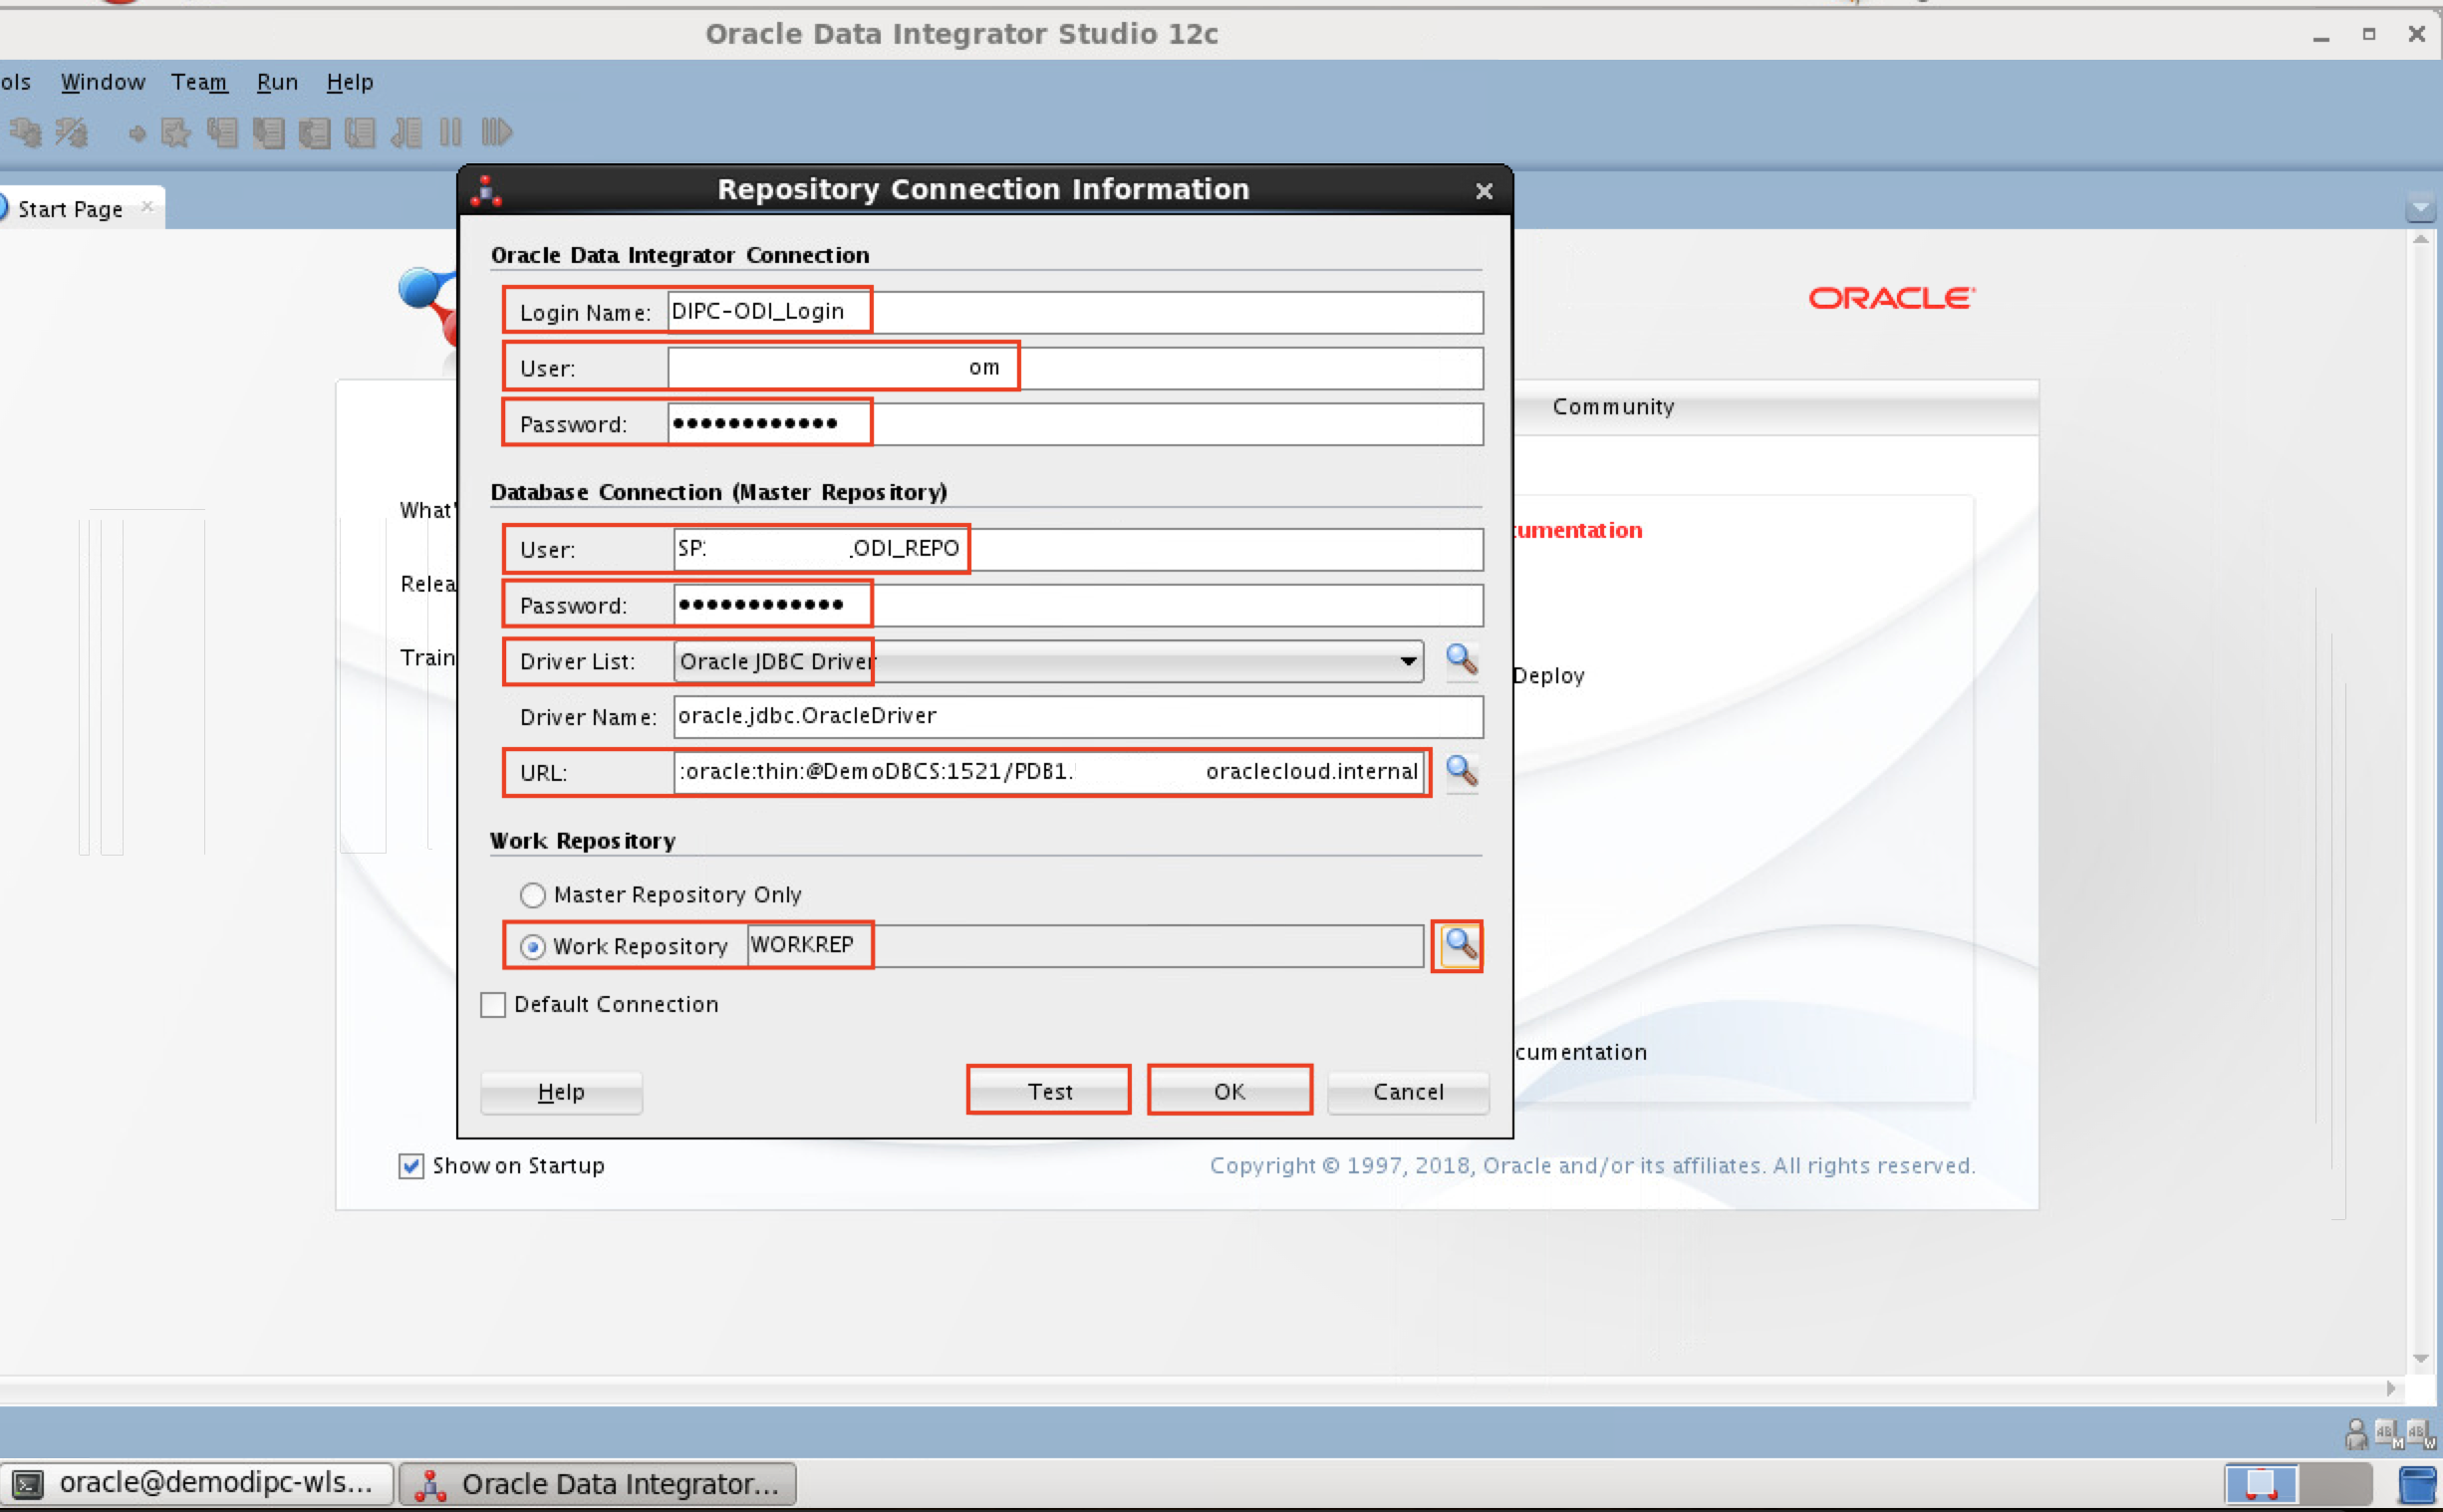 Oracle Data Integrator Studio 12c
ols Window Team Run Help
Start Page
Repository Connection Information
Oracle Data Integrator Connection
Login Name: DIPC-ODI_Login
User: om
Password: ••••••••••••
Database Connection (Master Repository)
User: SP: _ODI_REPO
Password: ••••••••••••
Driver List: Oracle JDBC Driver
Driver Name: oracle.jdbc.OracleDriver
URL: :oracle:thin:@DemoDBCS:1521/PDB1. oraclecloud.internal
Work Repository
Master Repository Only
Work Repository WORKREP
Default Connection
Help Test OK Cancel
ORACLE
Community
What'
umentation
Relea
Train
Deploy
cumentation
Show on Startup
Copyright © 1997, 2018, Oracle and/or its affiliates. All rights reserved.
oracle@demodipc-wls...
Oracle Data Integrator...